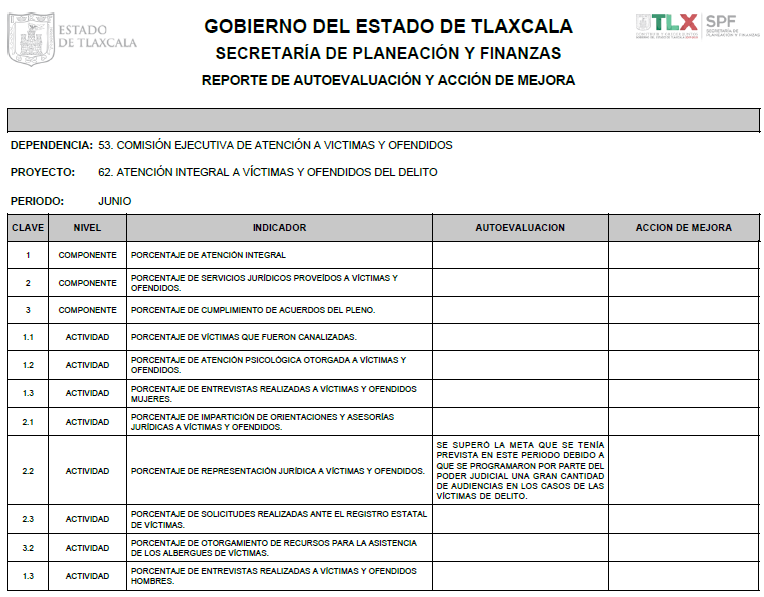 ESTADO
DE TLAXCALA
GOBIERNO DEL ESTADO DE TLAXCALA
SECRETARÍA DE PLANEACIÓN Y FINANZAS
REPORTE DE AUTOEVALUACIÓN Y ACCIÓN DE MEJORA
TLX
SPF
SECRETARÍA DE
PLANEACIÓN Y FINANZAS
DEPENDENCIA: 53. COMISIÓN EJECUTIVA DE ATENCIÓN A VICTIMAS Y OFENDIDOS
PROYECTO: 62. ATENCIÓN INTEGRAL A VÍCTIMAS Y OFENDIDOS DEL DELITO
PERIODO: JUNIO
CLAVE NIVEL INDICADOR AUTOEVALUACION ACCION DE MEJORA
1 COMPONENTE PORCENTAJE DE ATENCIÓN INTEGRAL
2 COMPONENTE PORCENTAJE DE SERVICIOS JURÍDICOS PROVEÍDOS A VÍCTIMAS Y
OFENDIDOS.
3 COMPONENTE PORCENTAJE DE CUMPLIMIENTO DE ACUERDOS DEL PLENO.
1.1 ACTIVIDAD PORCENTAJE DE VÍCTIMAS QUE FUERON CANALIZADAS.
1.2 ACTIVIDAD PORCENTAJE DE ATENCIÓN PSICOLÓGICA OTORGADA A VÍCTIMAS Y
OFENDIDOS.
1.3 ACTIVIDAD PORCENTAJE DE ENTREVISTAS REALIZADAS A VÍCTIMAS Y OFENDIDOS
MUJERES.
2.1 ACTIVIDAD PORCENTAJE DE IMPARTICIÓN DE ORIENTACIONES Y ASESORÍAS
JURÍDICAS A VÍCTIMAS Y OFENDIDOS.
2.2 ACTIVIDAD PORCENTAJE DE REPRESENTACIÓN JURÍDICA A VÍCTIMAS Y OFENDIDOS.
SE SUPERÓ LA META QUE SE TENÍA
PREVISTA EN ESTE PERIODO DEBIDO A
QUE SE PROGRAMARON POR PARTE DEL
PODER JUDICIAL UNA GRAN CANTIDAD
DE AUDIENCIAS EN LOS CASOS DE LAS
VÍCTIMAS DE DELITO.
2.3 ACTIVIDAD PORCENTAJE DE SOLICITUDES REALIZADAS ANTE EL REGISTRO ESTATAL
DE VÍCTIMAS.
3.2 ACTIVIDAD PORCENTAJE DE OTORGAMIENTO DE RECURSOS PARA LA ASISTENCIA
DE LOS ALBERGUES DE VÍCTIMAS.
1.3 ACTIVIDAD PORCENTAJE DE ENTREVISTAS REALIZADAS A VÍCTIMAS Y OFENDIDOS
HOMBRES.